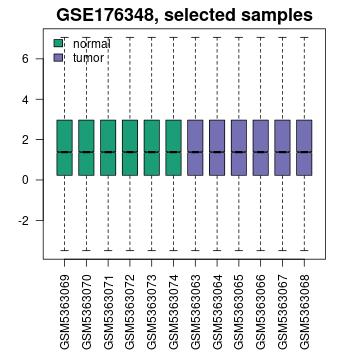 GSE176348, selected samples
normal
tumor
6
4
2
0
-2
GSM5363069
GSM5363070
GSM5363071
GSM5363072
GSM5363073
GSM5363074
GSM5363063
GSM5363064
GSM5363065
GSM5363066
GSM5363067
GSM5363068